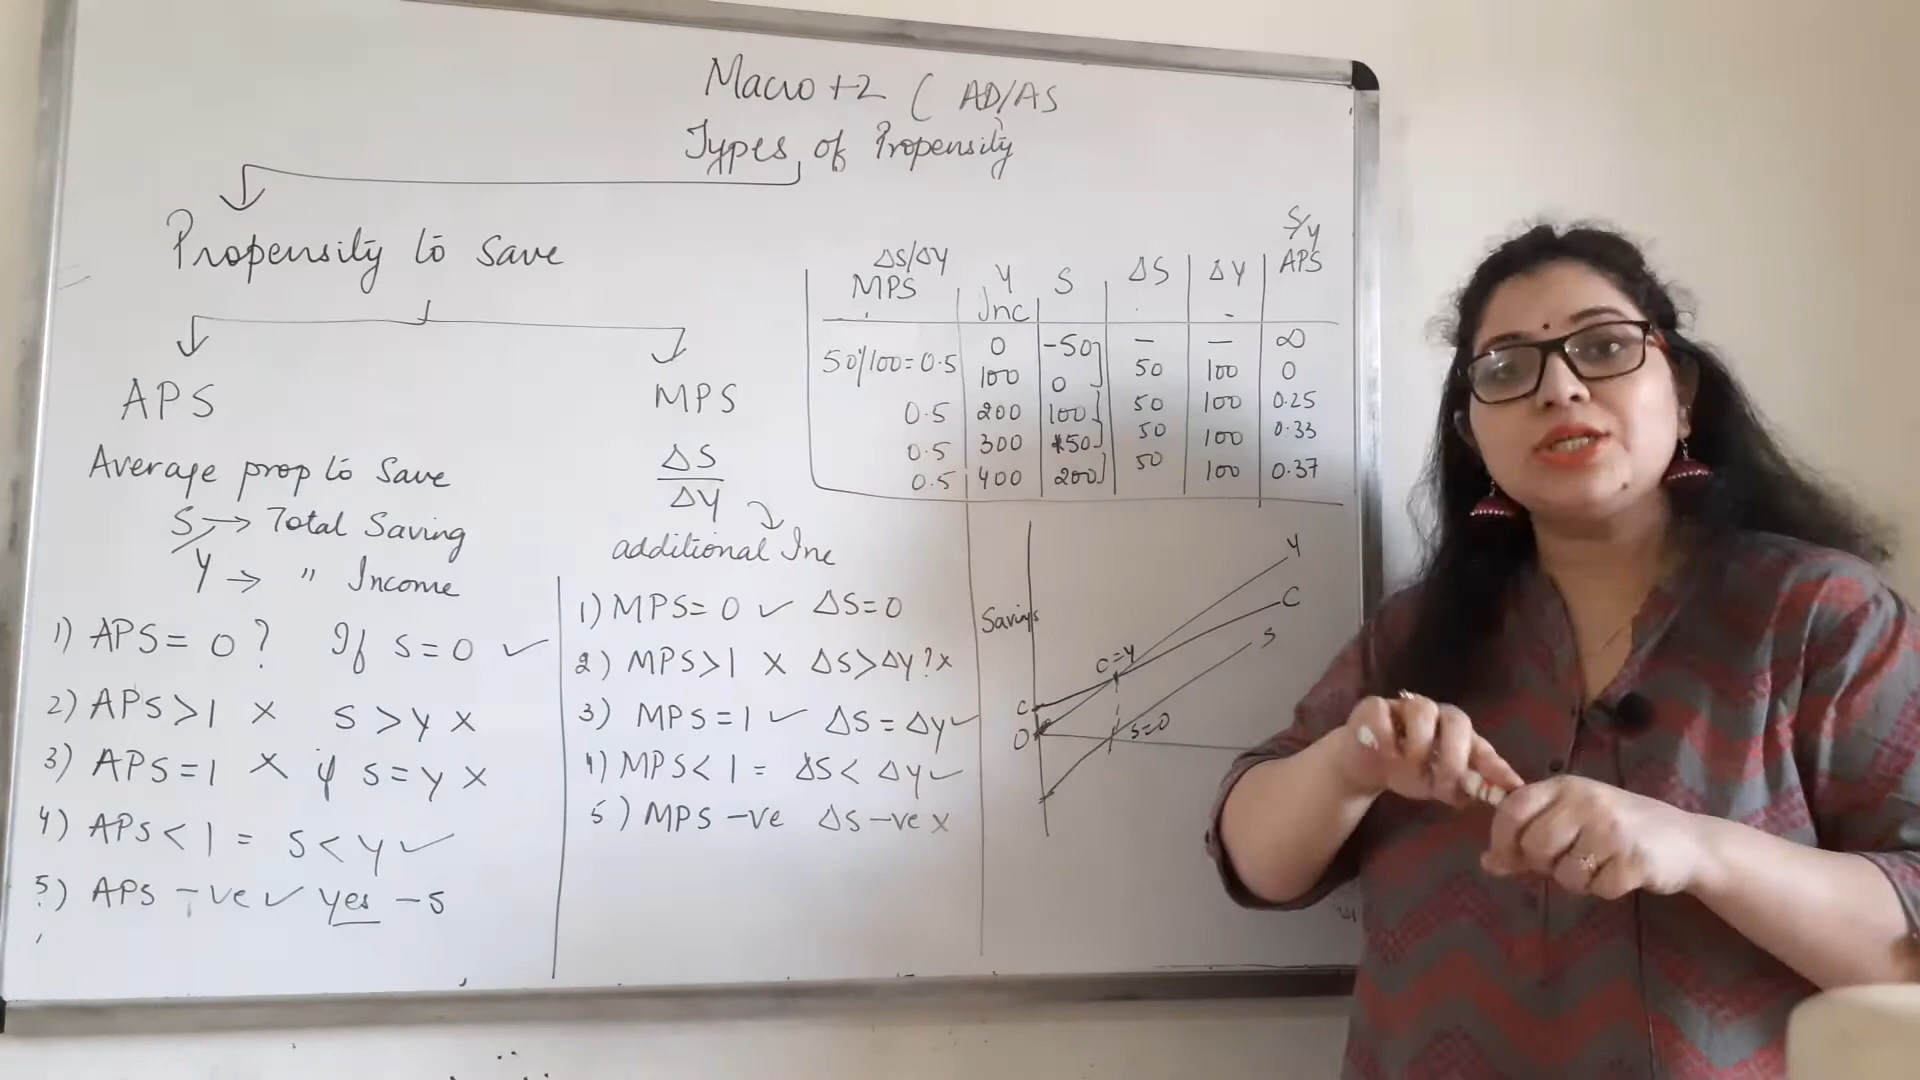 Macro +2 ( AD/AS
Types of Propensity
Propensity to save
APS
MPS
Average prop to save
S → Total Saving
Y → " Income
ΔS
ΔY
additional Inc
1) APS = 0 ? If S = 0 ✓
2) APS > 1 × S > Y ×
3) APS = 1 × if S = Y ×
4) APS < 1 = S < Y ✓
5) APS -ve ✓ Yes -S
1) MPS = 0 ✓ ΔS = 0
2) MPS > 1 × ΔS > ΔY ? ×
3) MPS = 1 ✓ ΔS = ΔY ✓
4) MPS < 1 = ΔS < ΔY ✓
5) MPS -ve ΔS -ve ×
ΔS/ΔY MPS | Y Inc | S | ΔS | ΔY | S/Y APS
50/100 = 0.5 | 0 | -50 | — | — | ∞
100 | 0 | 50 | 100 | 0
0.5 | 200 | 100 | 50 | 100 | 0.25
0.5 | 300 | 150 | 50 | 100 | 0.33
0.5 | 400 | 200 | 50 | 100 | 0.37
Savings
Y
C
S
C=Y
C
O
S=0